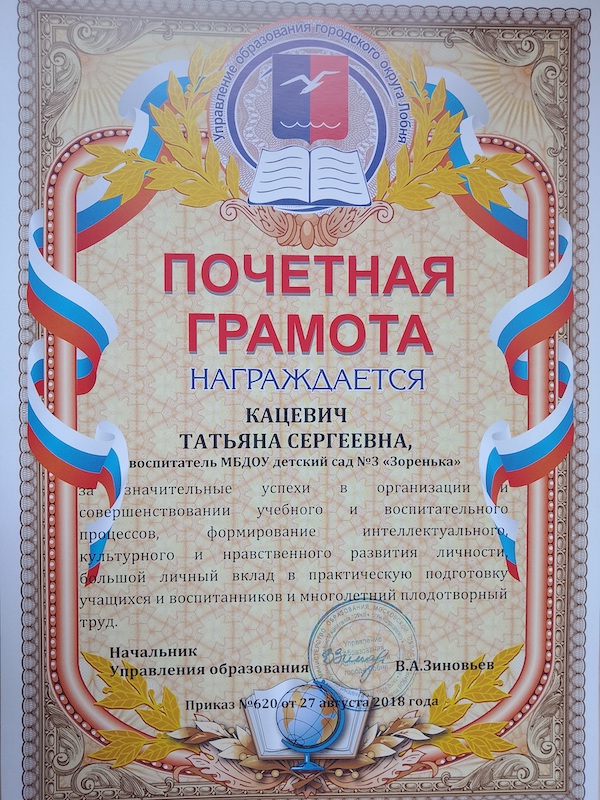 Управление образования городского округа Лобня
ПОЧЕТНАЯ
ГРАМОТА
НАГРАЖДАЕТСЯ
КАЦЕВИЧ
ТАТЬЯНА СЕРГЕЕВНА,
воспитатель МБДОУ детский сад №3 «Зоренька»
за значительные успехи в организации и
совершенствовании учебного и воспитательного
процессов, формирование интеллектуального,
культурного и нравственного развития личности,
большой личный вклад в практическую подготовку
учащихся и воспитанников и многолетний плодотворный
труд.
Начальник
Управления образования В.А.Зиновьев
Приказ №620 от 27 августа 2018 года